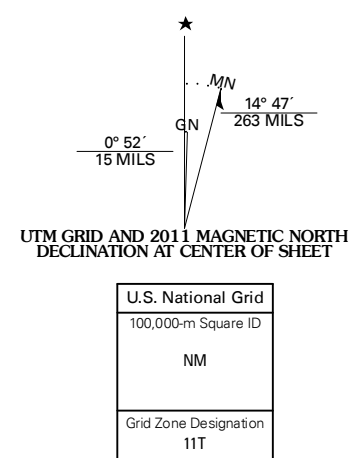 ★
MN
GN
14° 47´
263 MILS
0° 52´
15 MILS
UTM GRID AND 2011 MAGNETIC NORTH
DECLINATION AT CENTER OF SHEET
U.S. National Grid
100,000-m Square ID
NM
Grid Zone Designation
11T